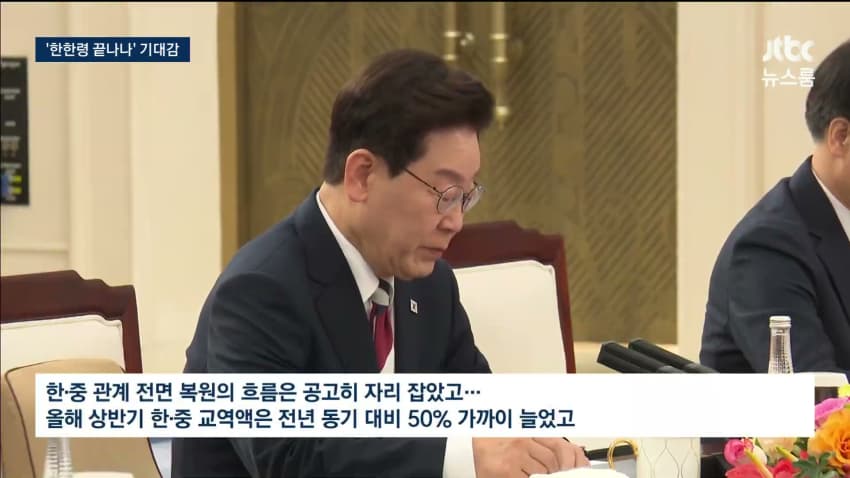 '한한령 끝나나' 기대감
jtbc
뉴스룸
한·중 관계 전면 복원의 흐름은 공고히 자리 잡았고…
올해 상반기 한·중 교역액은 전년 동기 대비 50% 가까이 늘었고